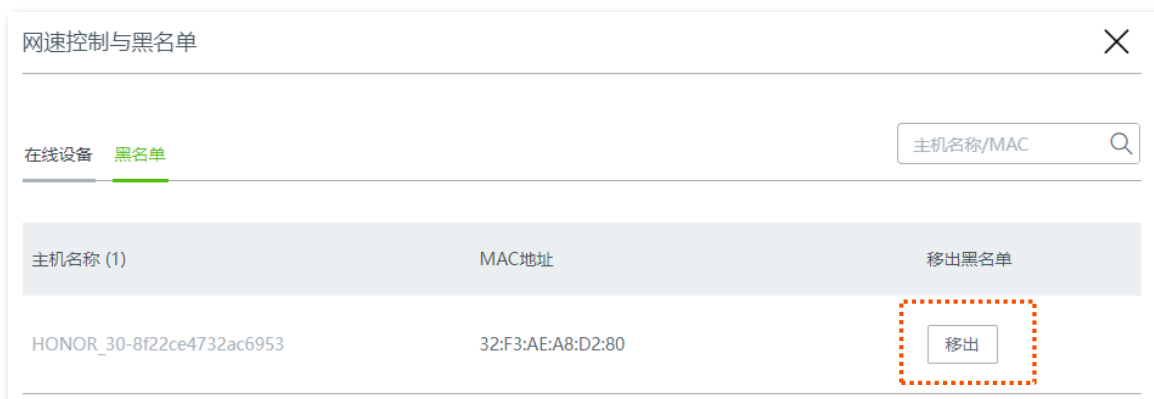 网速控制与黑名单
在线设备 黑名单 主机名称/MAC
主机名称 (1) MAC地址 移出黑名单
HONOR_30-8f22ce4732ac6953 32:F3:AE:A8:D2:80 移出